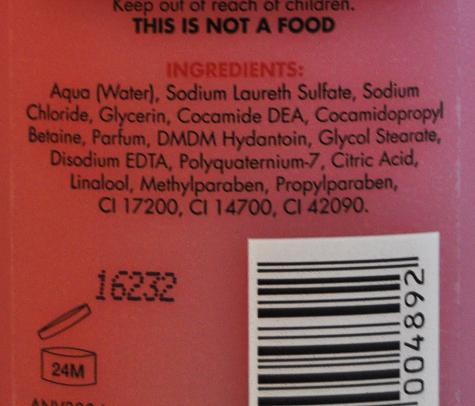 Keep out of reach of children.
THIS IS NOT A FOOD
INGREDIENTS:
Aqua (Water), Sodium Laureth Sulfate, Sodium
Chloride, Glycerin, Cocamide DEA, Cocamidopropyl
Betaine, Parfum, DMDM Hydantoin, Glycol Stearate,
Disodium EDTA, Polyquaternium-7, Citric Acid,
Linalool, Methylparaben, Propylparaben,
CI 17200, CI 14700, CI 42090.
16232
24M
004892